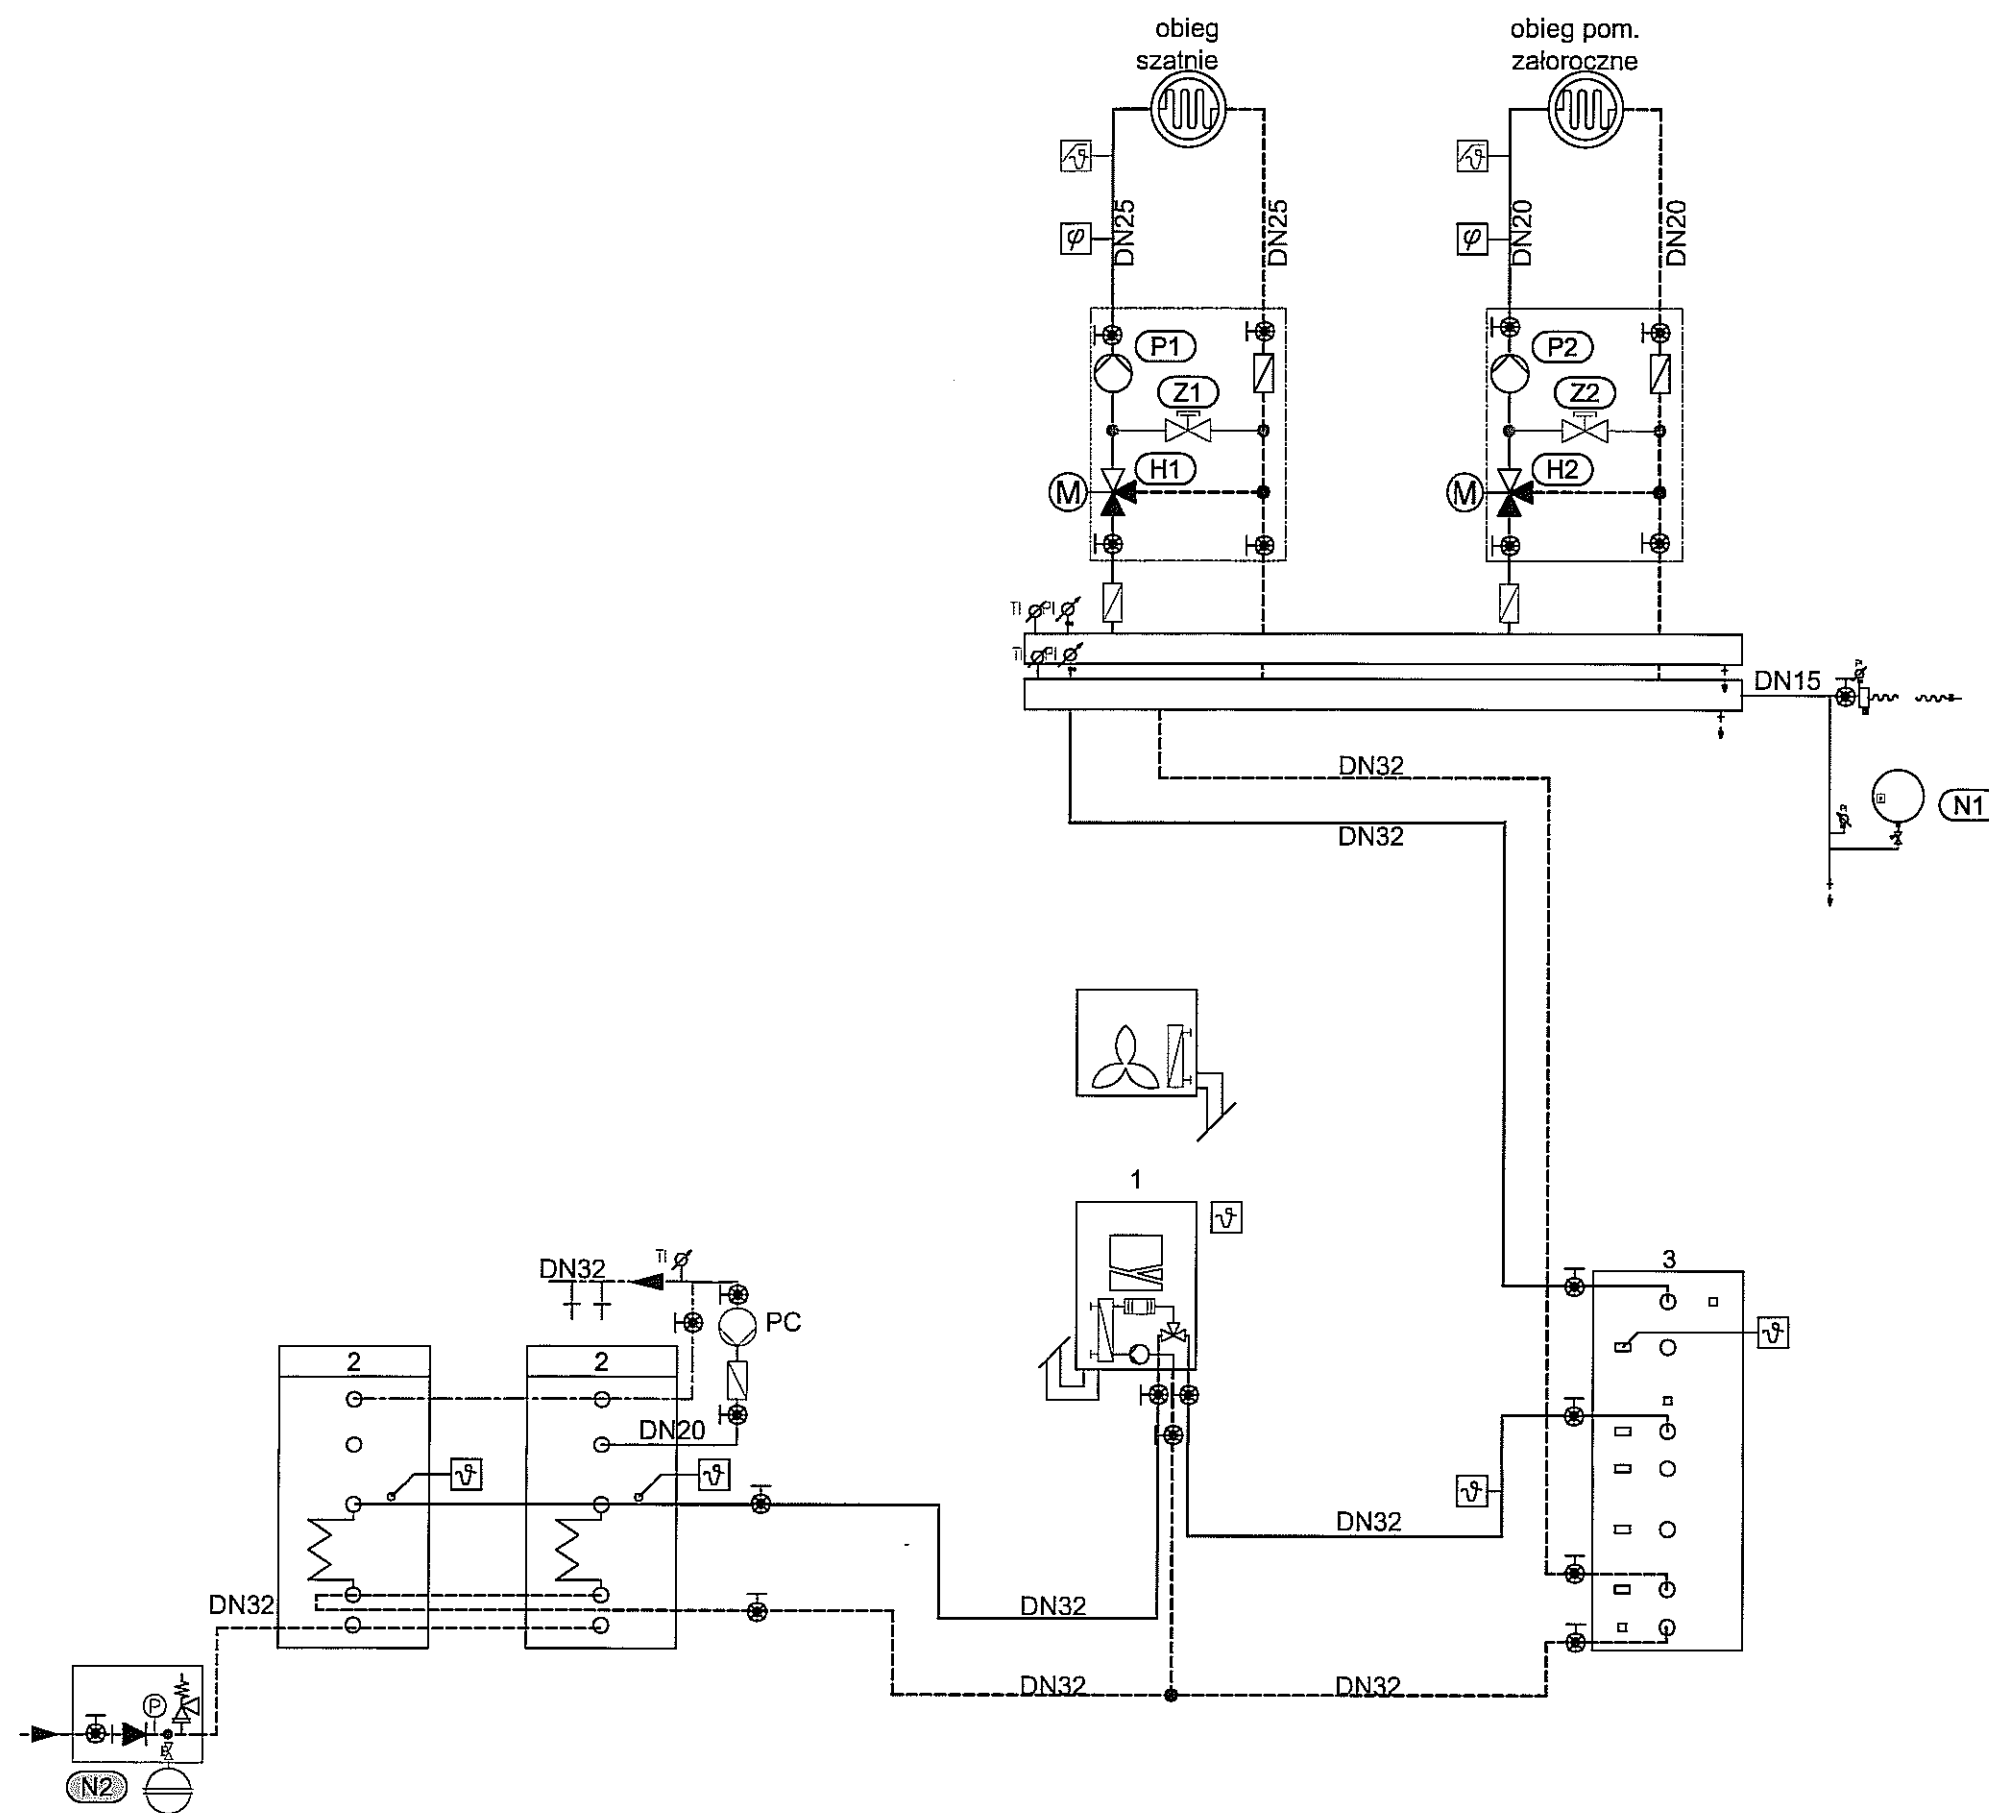 obieg
szatnie
obieg pom.
załoroczne
DN25
DN25
DN20
DN20
φ
φ
P1
P2
Z1
Z2
H1
H2
M
M
TI
PI
TI
PI
DN15
DN32
DN32
N1
1
3
DN32
TI
PC
2
2
DN20
DN32
DN32
DN32
DN32
DN32
P
N2